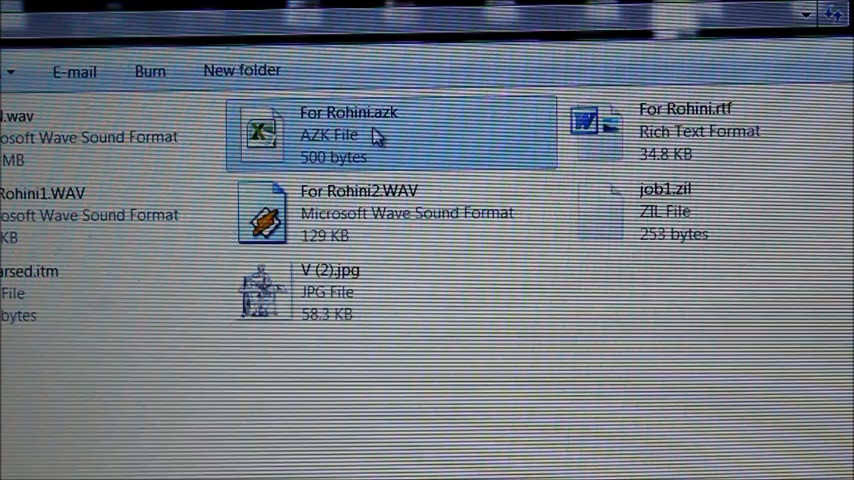 E-mail Burn New folder
.wav
osoft Wave Sound Format
MB
For Rohini.azk
AZK File
500 bytes
For Rohini.rtf
Rich Text Format
34.8 KB
Rohini1.WAV
osoft Wave Sound Format
KB
For Rohini2.WAV
Microsoft Wave Sound Format
129 KB
job1.zil
ZIL File
253 bytes
arsed.itm
File
bytes
V (2).jpg
JPG File
58.3 KB